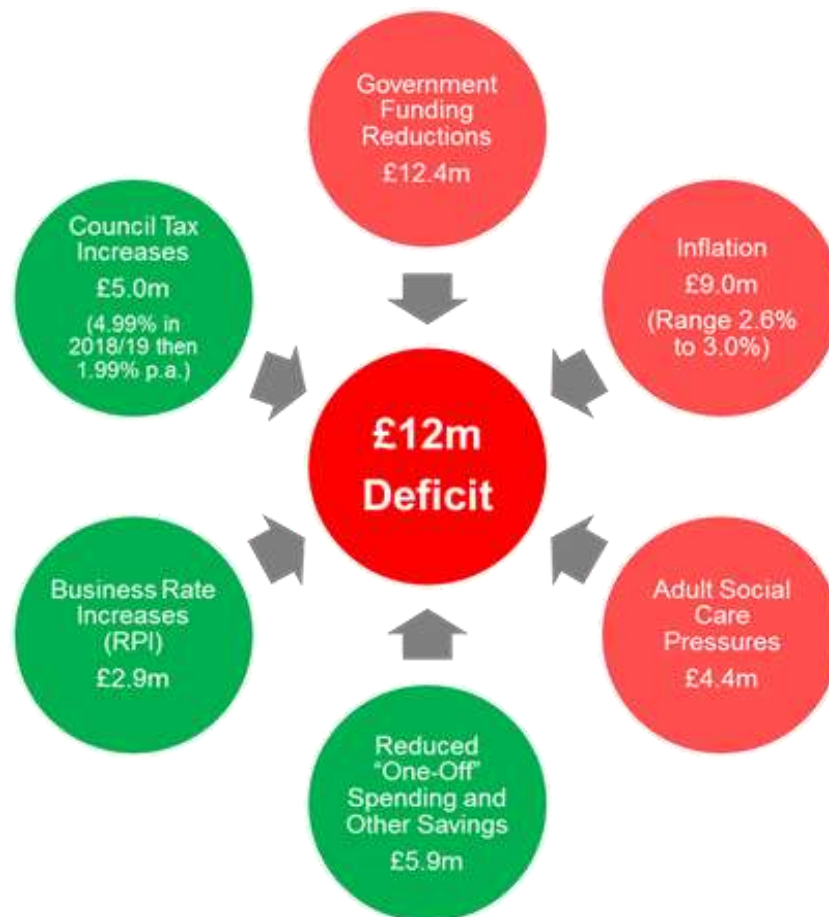 Government
Funding
Reductions
£12.4m
Council Tax
Increases
£5.0m
(4.99% in
2018/19 then
1.99% p.a.)
Inflation
£9.0m
(Range 2.6%
to 3.0%)
£12m
Deficit
Business Rate
Increases
(RPI)
£2.9m
Adult Social
Care
Pressures
£4.4m
Reduced
“One-Off”
Spending and
Other Savings
£5.9m